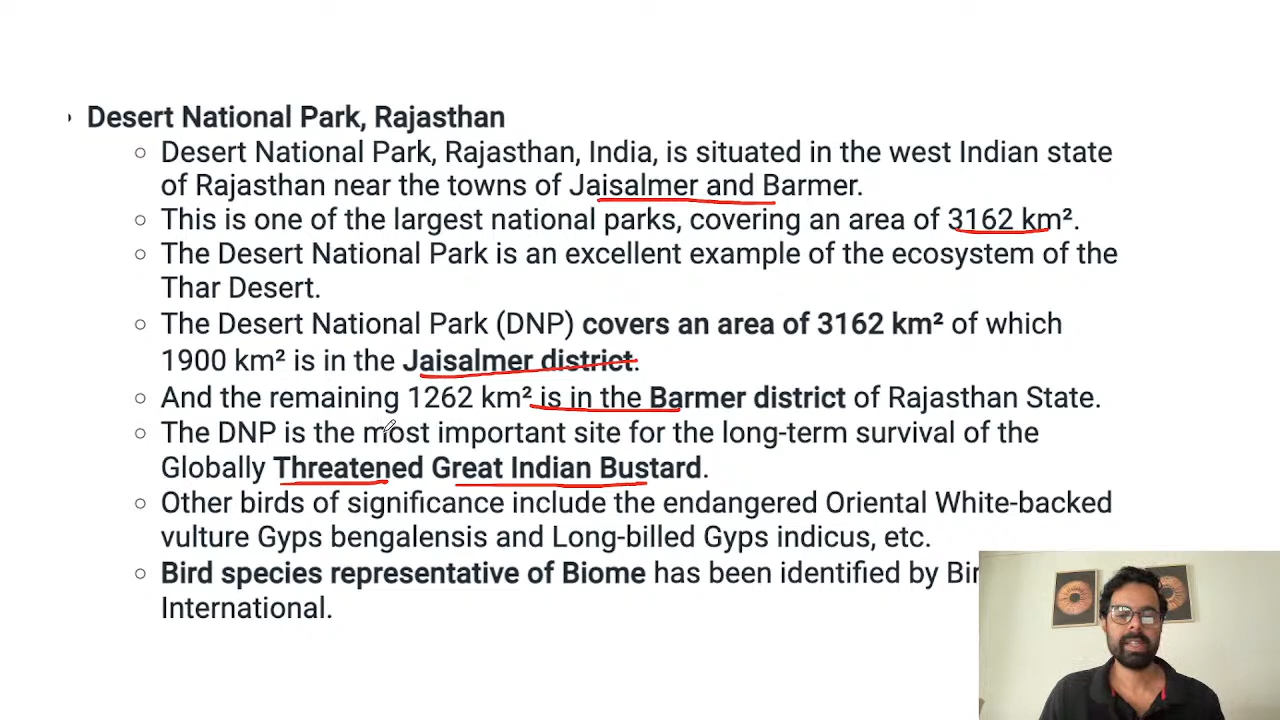 Desert National Park, Rajasthan
Desert National Park, Rajasthan, India, is situated in the west Indian state
of Rajasthan near the towns of Jaisalmer and Barmer.
This is one of the largest national parks, covering an area of 3162 km².
The Desert National Park is an excellent example of the ecosystem of the
Thar Desert.
The Desert National Park (DNP) covers an area of 3162 km² of which
1900 km² is in the Jaisalmer district.
And the remaining 1262 km² is in the Barmer district of Rajasthan State.
The DNP is the most important site for the long-term survival of the
Globally Threatened Great Indian Bustard.
Other birds of significance include the endangered Oriental White-backed
vulture Gyps bengalensis and Long-billed Gyps indicus, etc.
Bird species representative of Biome has been identified by
International.